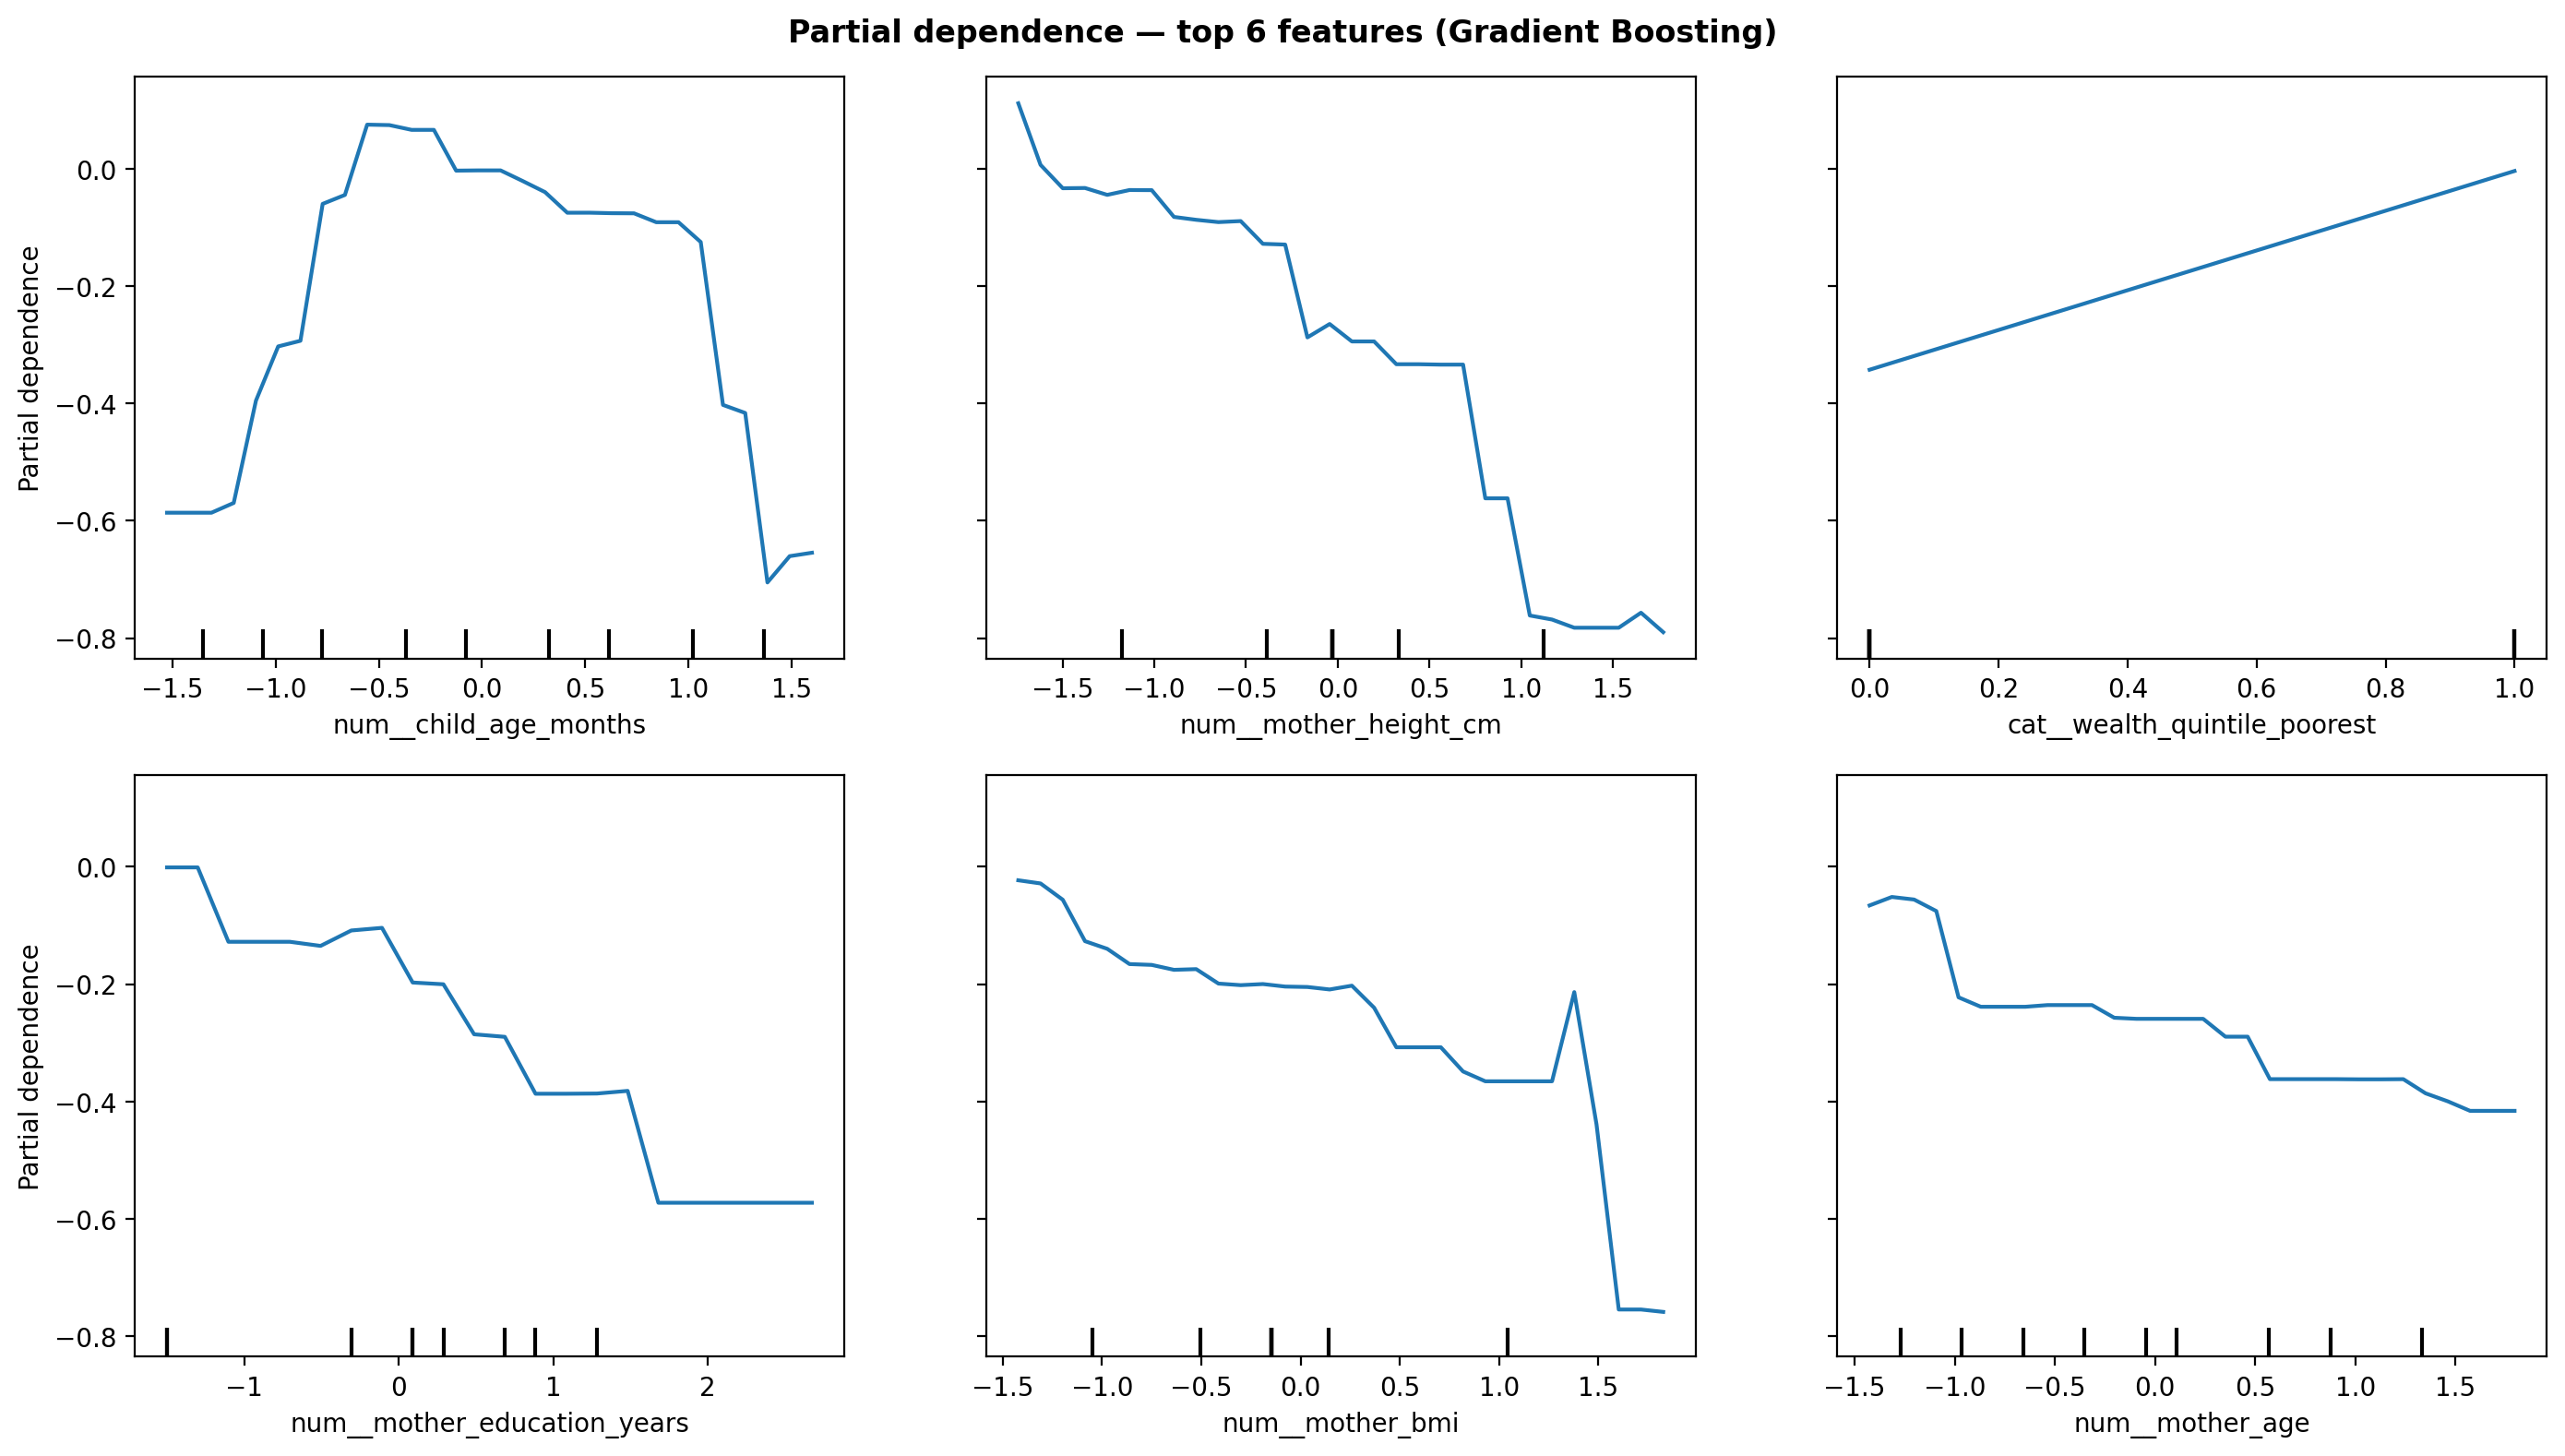 Partial dependence — top 6 features (Gradient Boosting)
Partial dependence
0.0
−0.2
−0.4
−0.6
−0.8
−1.5 −1.0 −0.5 0.0 0.5 1.0 1.5
num__child_age_months
−1.5 −1.0 −0.5 0.0 0.5 1.0 1.5
num__mother_height_cm
0.0 0.2 0.4 0.6 0.8 1.0
cat__wealth_quintile_poorest
Partial dependence
0.0
−0.2
−0.4
−0.6
−0.8
−1 0 1 2
num__mother_education_years
−1.5 −1.0 −0.5 0.0 0.5 1.0 1.5
num__mother_bmi
−1.5 −1.0 −0.5 0.0 0.5 1.0 1.5
num__mother_age